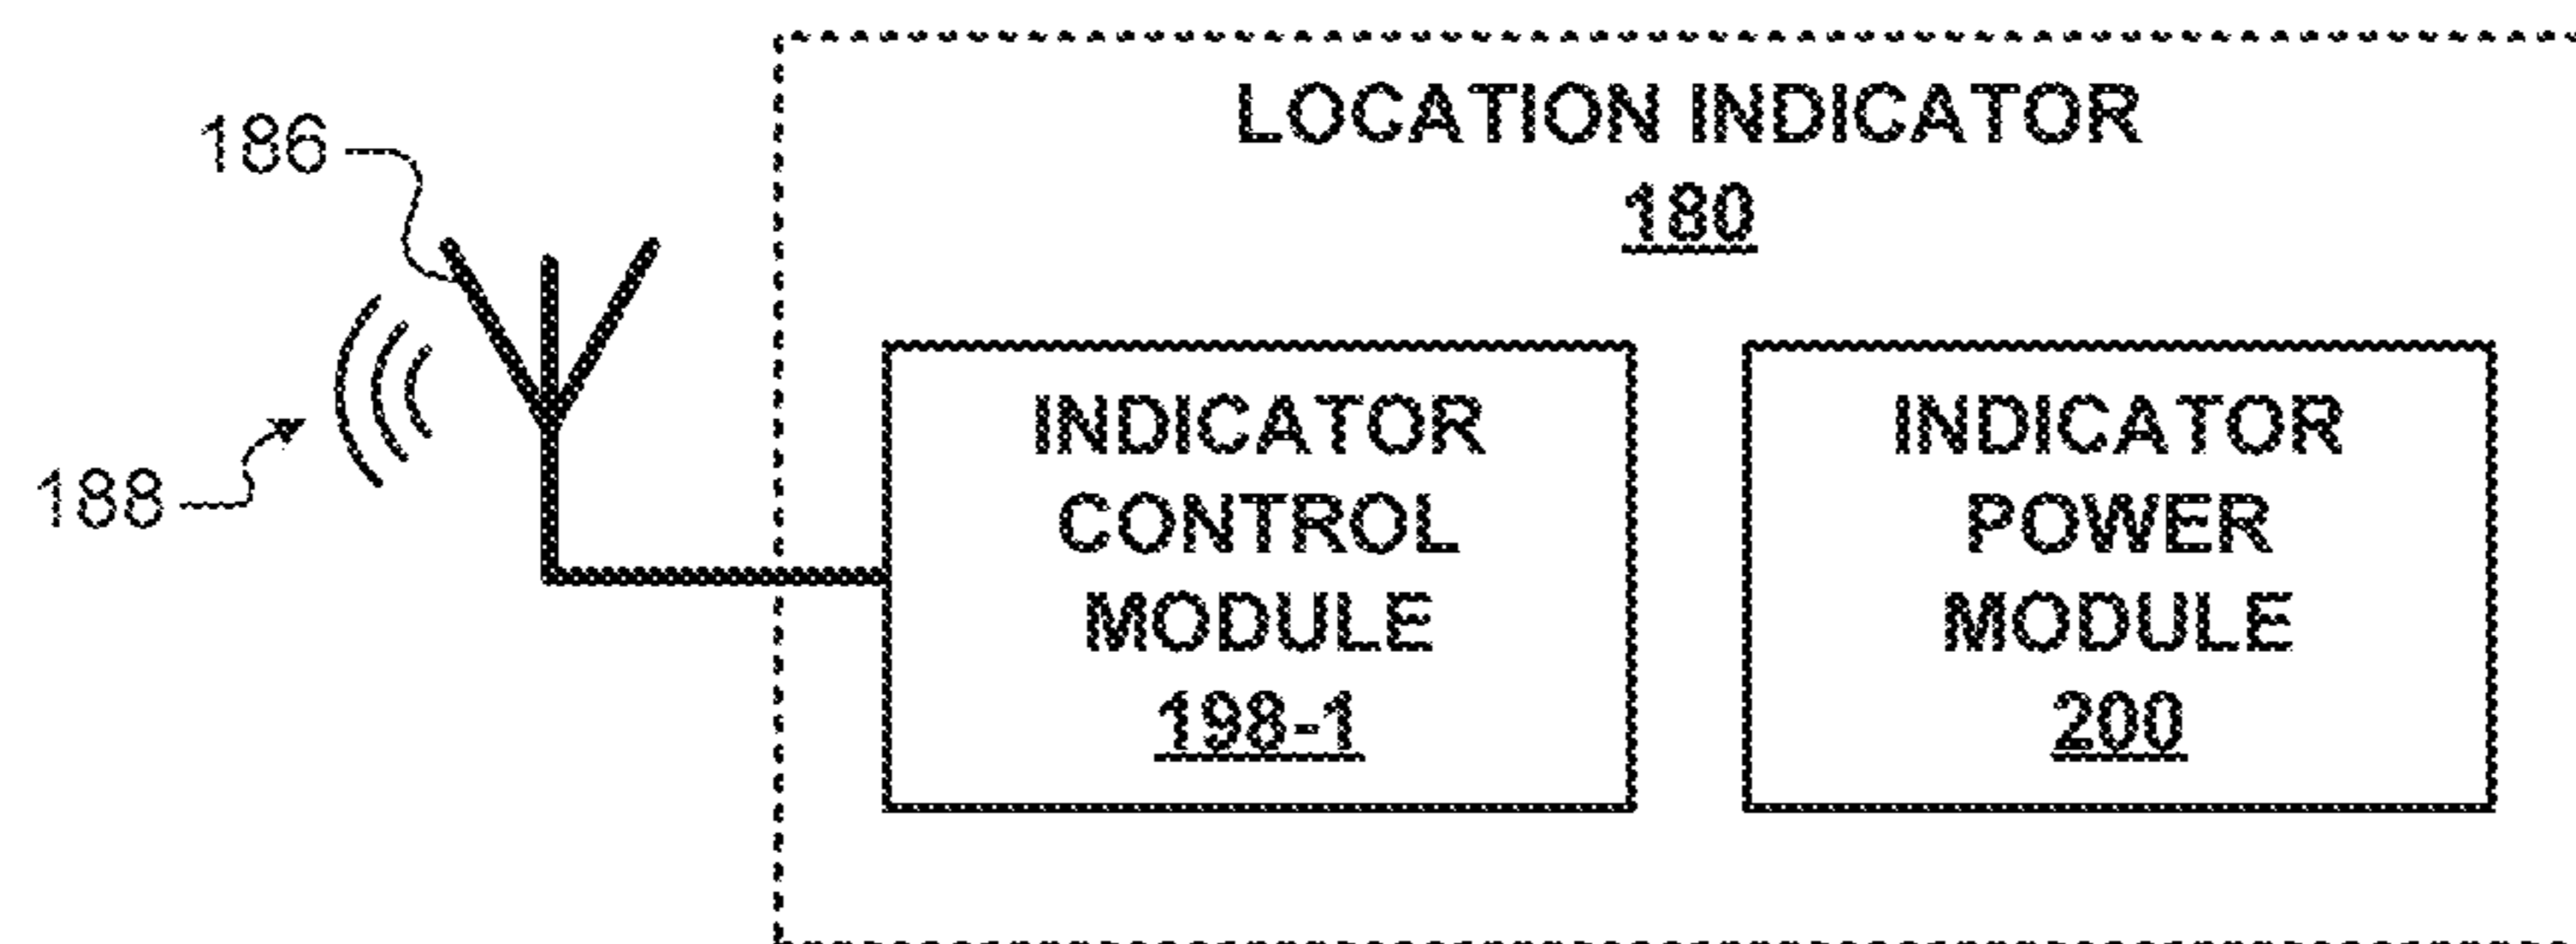 LOCATION INDICATOR
180
186
188
INDICATOR
CONTROL
MODULE
198-1
INDICATOR
POWER
MODULE
200